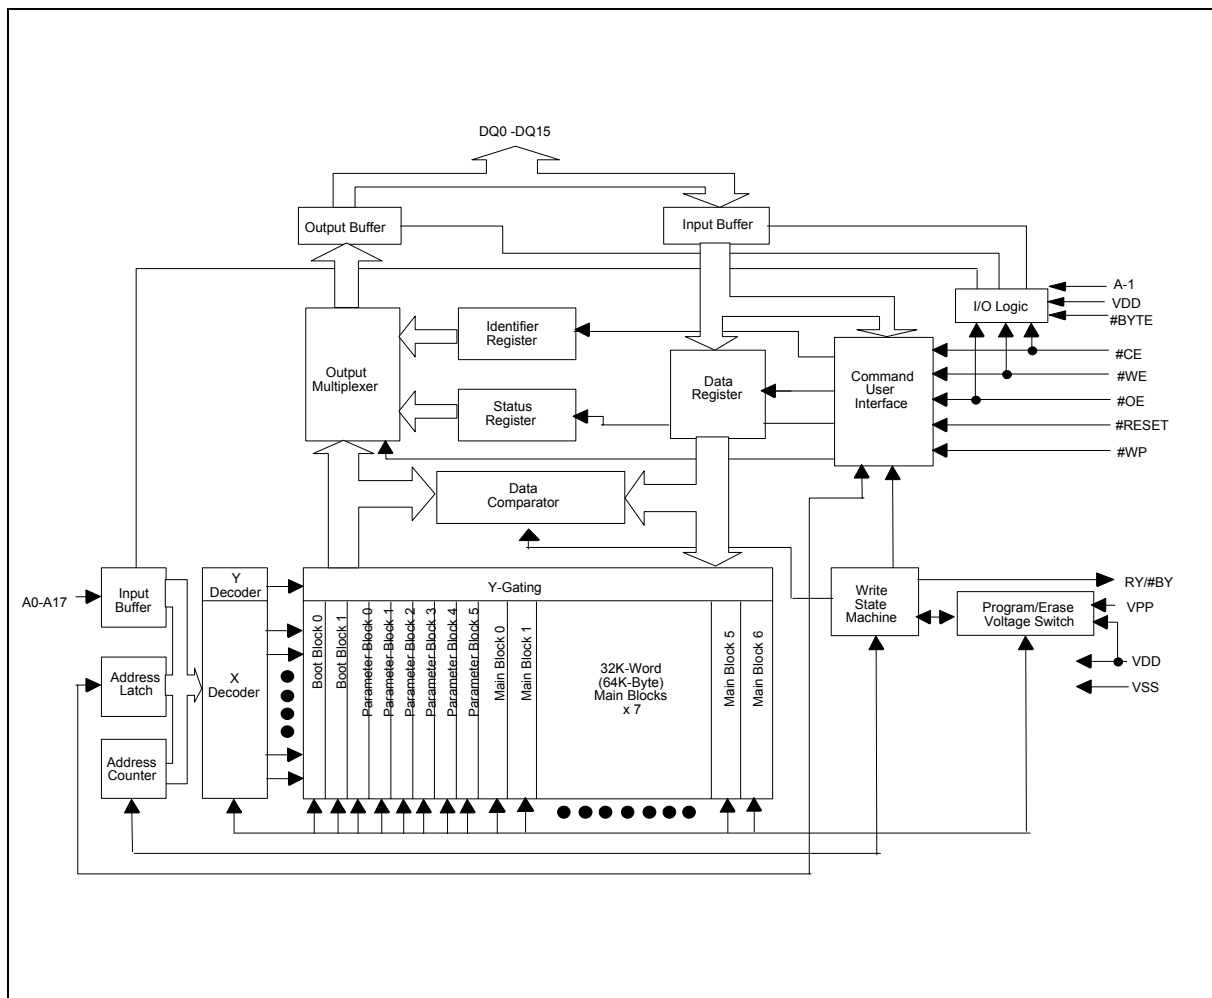 DQ0 -DQ15
Output Buffer
Input Buffer
A-1
I/O Logic
VDD
#BYTE
Identifier
Register
Output
Multiplexer
Status
Register
Data
Register
Command
User
Interface
#CE
#WE
#OE
#RESET
#WP
Data
Comparator
A0-A17
Input
Buffer
Y
Decoder
Y-Gating
Write
State
Machine
RY/#BY
Program/Erase
Voltage Switch
VPP
VDD
VSS
Address
Latch
X
Decoder
Boot Block 0
Boot Block 1
Parameter Block 0
Parameter Block 1
Parameter Block 2
Parameter Block 3
Parameter Block 4
Parameter Block 5
Main Block 0
Main Block 1
32K-Word
(64K-Byte)
Main Blocks
x 7
Main Block 5
Main Block 6
Address
Counter